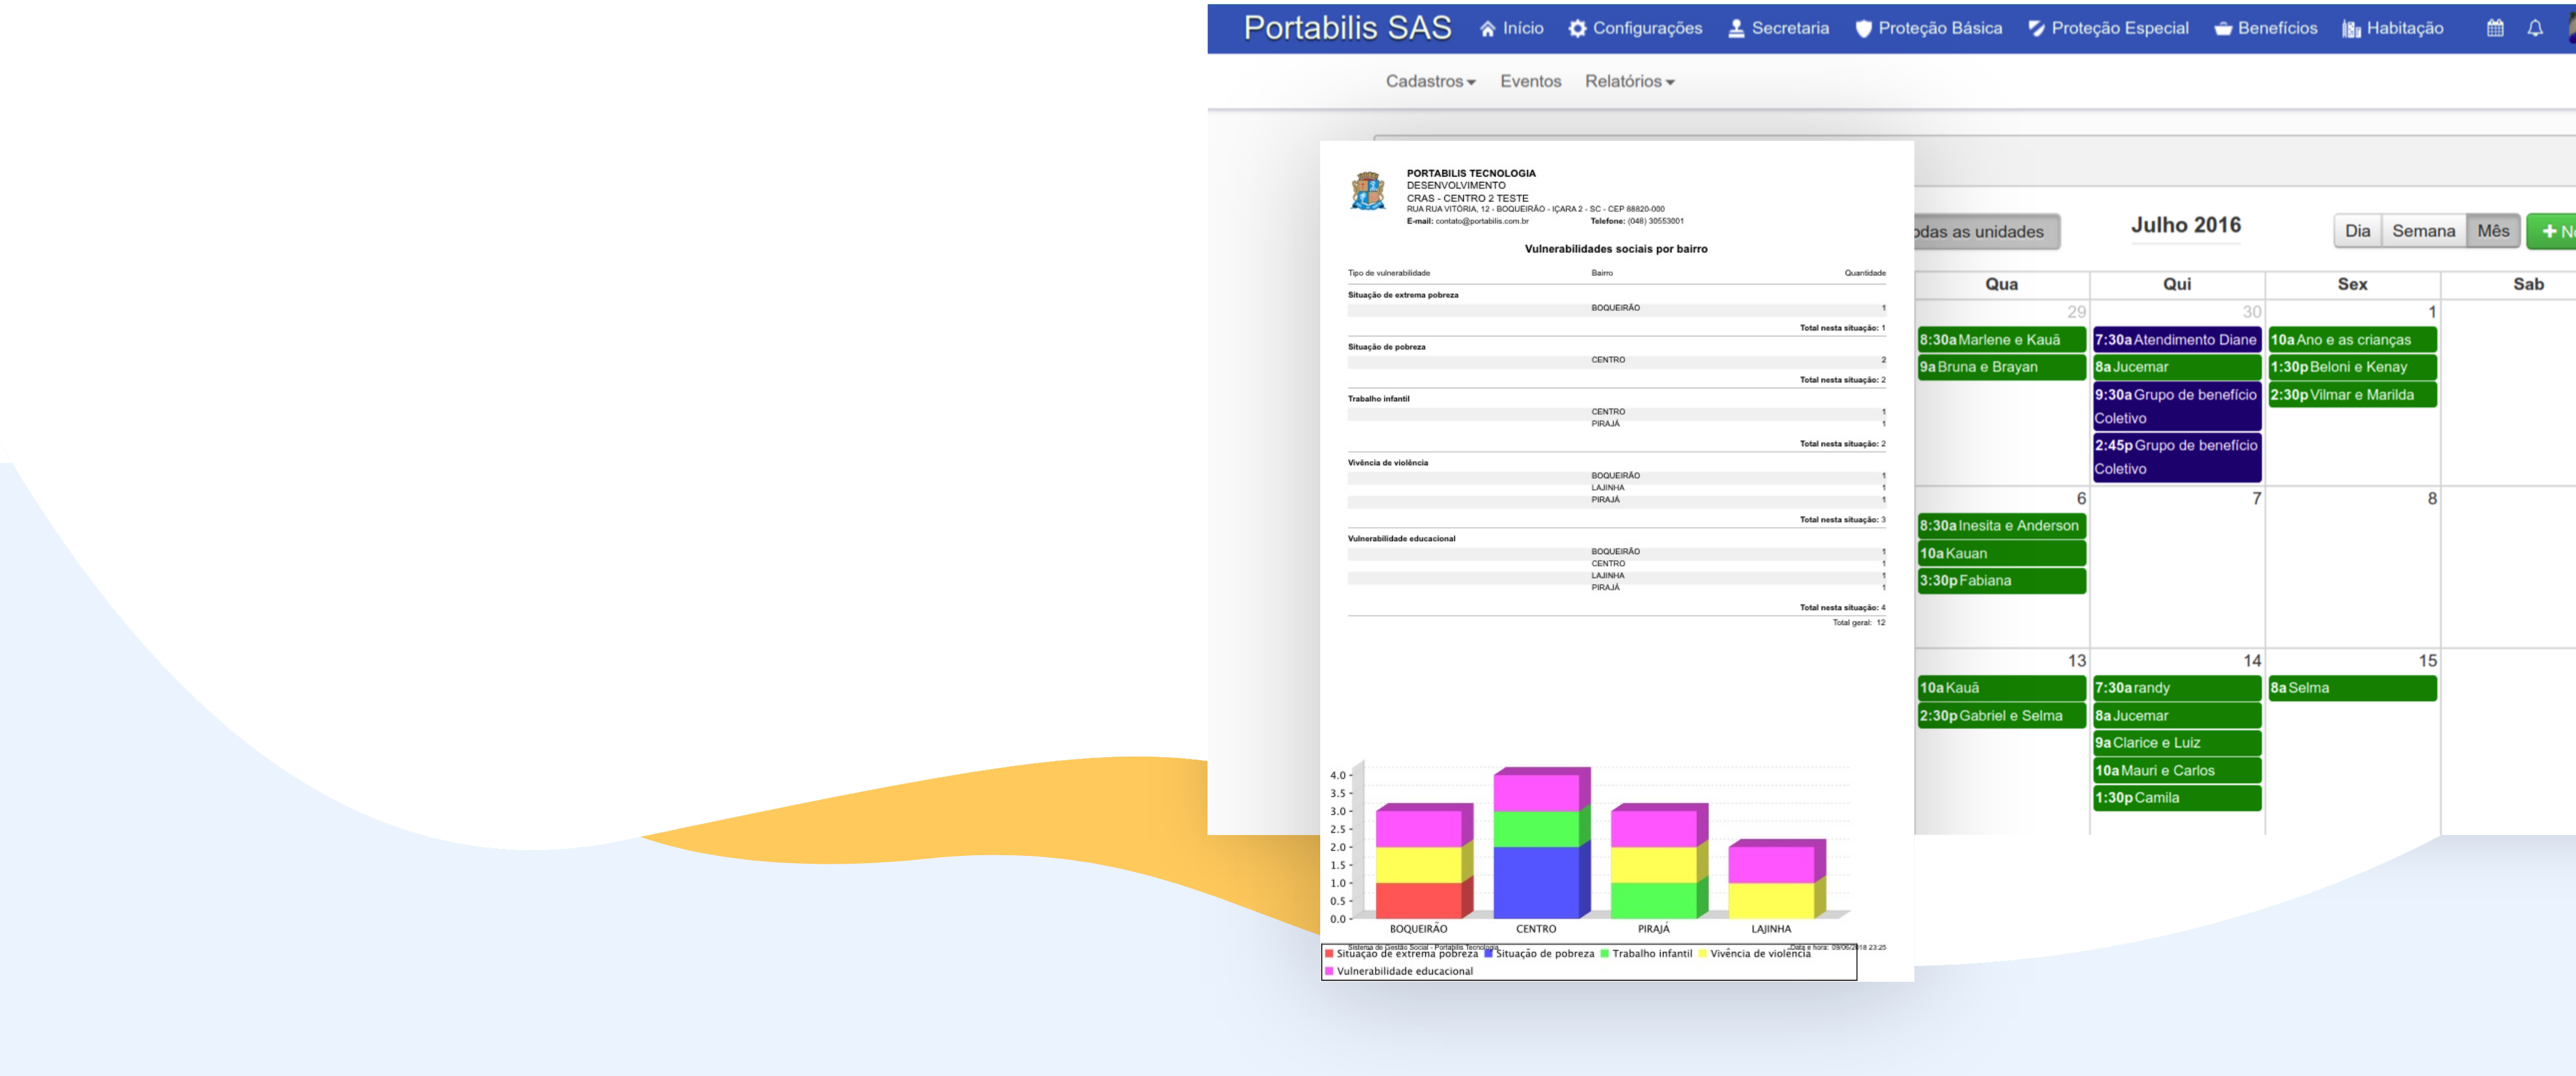 Portabilis SAS Início Configurações Secretaria Proteção Básica Proteção Especial Benefícios Habitação
Cadastros Eventos Relatórios
PORTABILIS TECNOLOGIA
DESENVOLVIMENTO
CRAS - CENTRO 2 TESTE
RUA RUA VITÓRIA, 12 - BOQUEIRÃO - IÇARA 2 - SC - CEP 88820-000
E-mail: contato@portabilis.com.br Telefone: (048) 30553001
Vulnerabilidades sociais por bairro
Tipo de vulnerabilidade Bairro Quantidade
Situação de extrema pobreza
BOQUEIRÃO 1
Total nesta situação: 1
Situação de pobreza
CENTRO 2
Total nesta situação: 2
Trabalho infantil
CENTRO 1
PIRAJÁ 1
Total nesta situação: 2
Vivência de violência
BOQUEIRÃO 1
LAJINHA 1
PIRAJÁ 1
Total nesta situação: 3
Vulnerabilidade educacional
BOQUEIRÃO 1
CENTRO 1
LAJINHA 1
PIRAJÁ 1
Total nesta situação: 4
Total geral: 12
4.0
3.5
3.0
2.5
2.0
1.5
1.0
0.5
0.0
BOQUEIRÃO CENTRO PIRAJÁ LAJINHA
Sistema de Gestão Social - Portabilis Tecnologia Data e hora: 09/06/2018 23:25
Situação de extrema pobreza Situação de pobreza Trabalho infantil Vivência de violência
Vulnerabilidade educacional
odas as unidades Julho 2016 Dia Semana Mês + N
Qua Qui Sex Sab
29 30 1
8:30a Marlene e Kauã
9a Bruna e Brayan
7:30a Atendimento Diane
8a Jucemar
9:30a Grupo de benefício
Coletivo
2:45p Grupo de benefício
Coletivo
10a Ano e as crianças
1:30p Beloni e Kenay
2:30p Vilmar e Marilda
6 7 8
8:30a Inesita e Anderson
10a Kauan
3:30p Fabiana
13 14 15
10a Kauã
2:30p Gabriel e Selma
7:30a randy
8a Jucemar
9a Clarice e Luiz
10a Mauri e Carlos
1:30p Camila
8a Selma